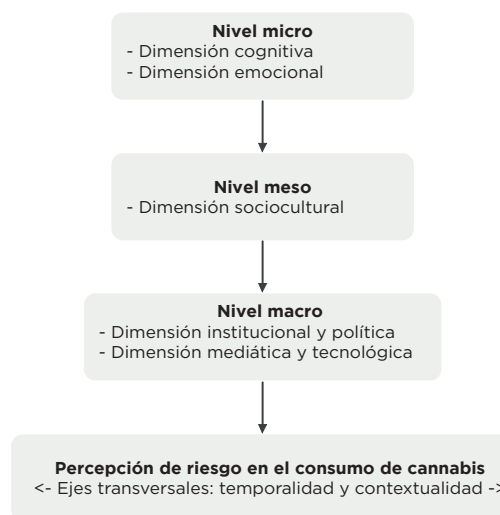 Nivel micro
- Dimensión cognitiva
- Dimensión emocional
Nivel meso
- Dimensión sociocultural
Nivel macro
- Dimensión institucional y política
- Dimensión mediática y tecnológica
Percepción de riesgo en el consumo de cannabis
<- Ejes transversales: temporalidad y contextualidad ->